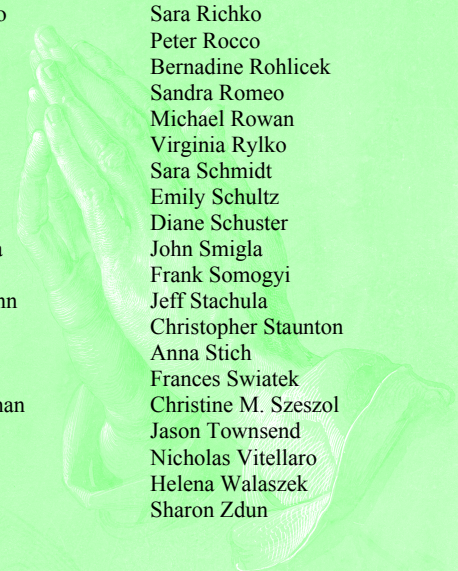 Sara Richko
Peter Rocco
Bernadine Rohlicek
Sandra Romeo
Michael Rowan
Virginia Rylko
Sara Schmidt
Emily Schultz
Diane Schuster
John Smigla
Frank Somogyi
Jeff Stachula
Christopher Staunton
Anna Stich
Frances Swiatek
Christine M. Szeszol
Jason Townsend
Nicholas Vitellaro
Helena Walaszek
Sharon Zdun